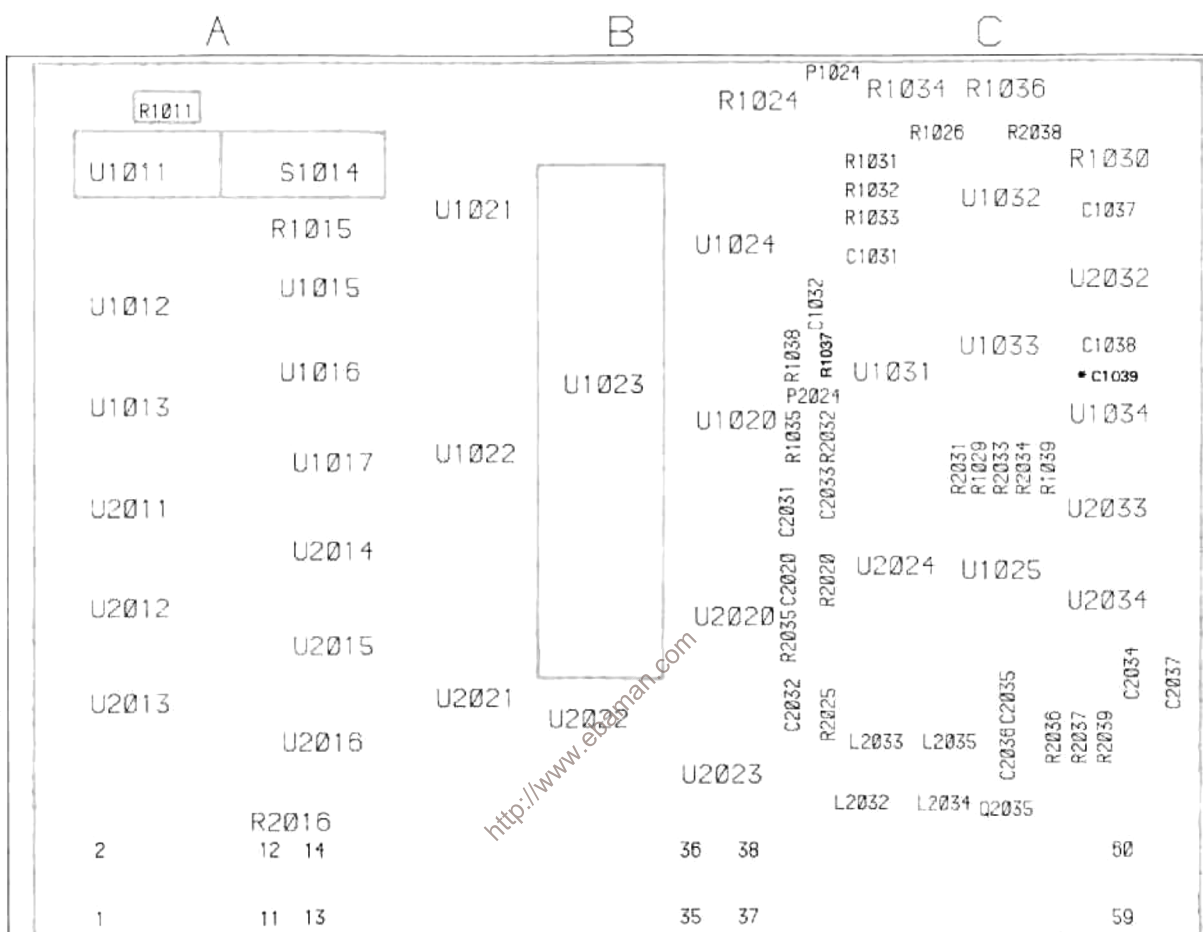 A B C
P1024
R1024 R1034 R1036
R1011
R1026 R2038
U1011 S1014 R1031 R1030
R1032 U1032
U1021 R1033 C1037
R1015 U1024
C1031
U1015 U2032
U1012 C1032
U1033 C1038
U1016 U1023 R1038 R1037 U1031 * C1039
P2024
U1013 U1020 U1034
R1035 R2032
U1022 U1017 R2031 R1029 R2033 R2034 R1039
U2011 C2031 C2033 U2033
U2014
C2020 R2020 U2024 U1025
U2012 U2020 U2034
R2035
U2015
C2034 C2037
U2013 U2021 C2032 R2025 C2035
U2022
U2016 L2033 L2035 C2036 R2036 R2037 R2039
U2023
http://www.ebaman.com
L2032 L2034 Q2035
R2016
2 12 14 36 38 60
1 11 13 35 37 59